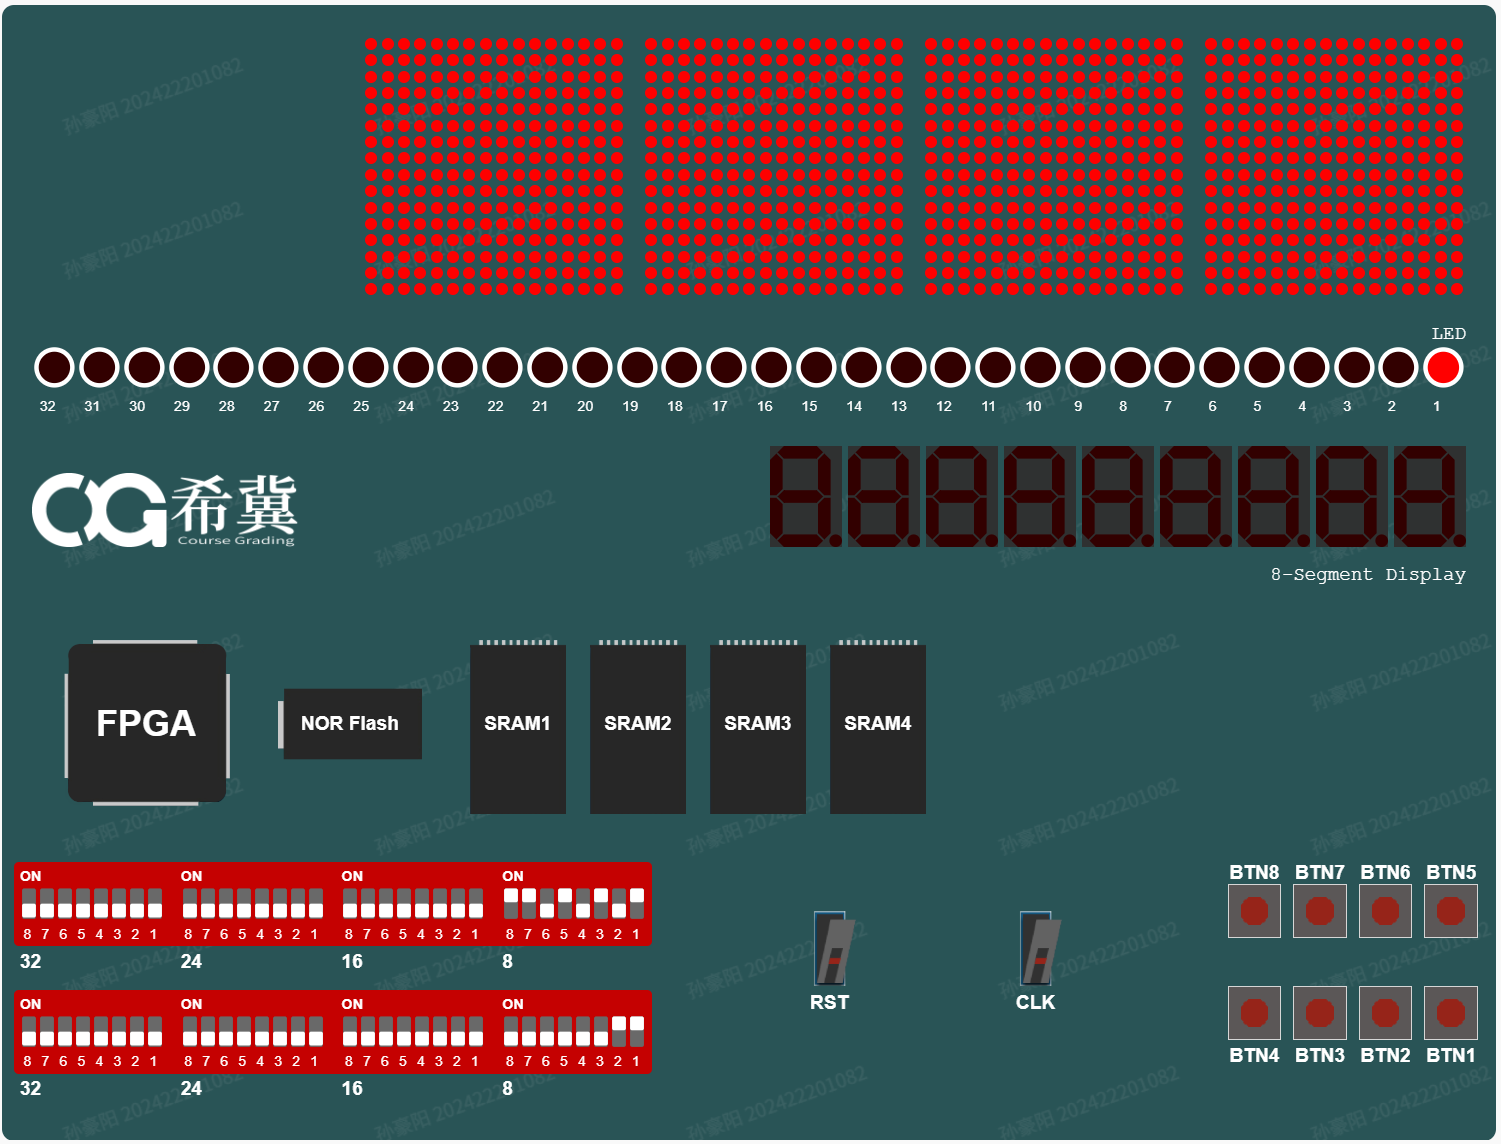 LED
32 31 30 29 28 27 26 25 24 23 22 21 20 19 18 17 16 15 14 13 12 11 10 9 8 7 6 5 4 3 2 1
希冀
Course Grading
8-Segment Display
FPGA
NOR Flash
SRAM1
SRAM2
SRAM3
SRAM4
ON ON ON ON
8 7 6 5 4 3 2 1 8 7 6 5 4 3 2 1 8 7 6 5 4 3 2 1 8 7 6 5 4 3 2 1
32 24 16 8
ON ON ON ON
8 7 6 5 4 3 2 1 8 7 6 5 4 3 2 1 8 7 6 5 4 3 2 1 8 7 6 5 4 3 2 1
32 24 16 8
RST
CLK
BTN8 BTN7 BTN6 BTN5
BTN4 BTN3 BTN2 BTN1
孙豪阳 202422201082